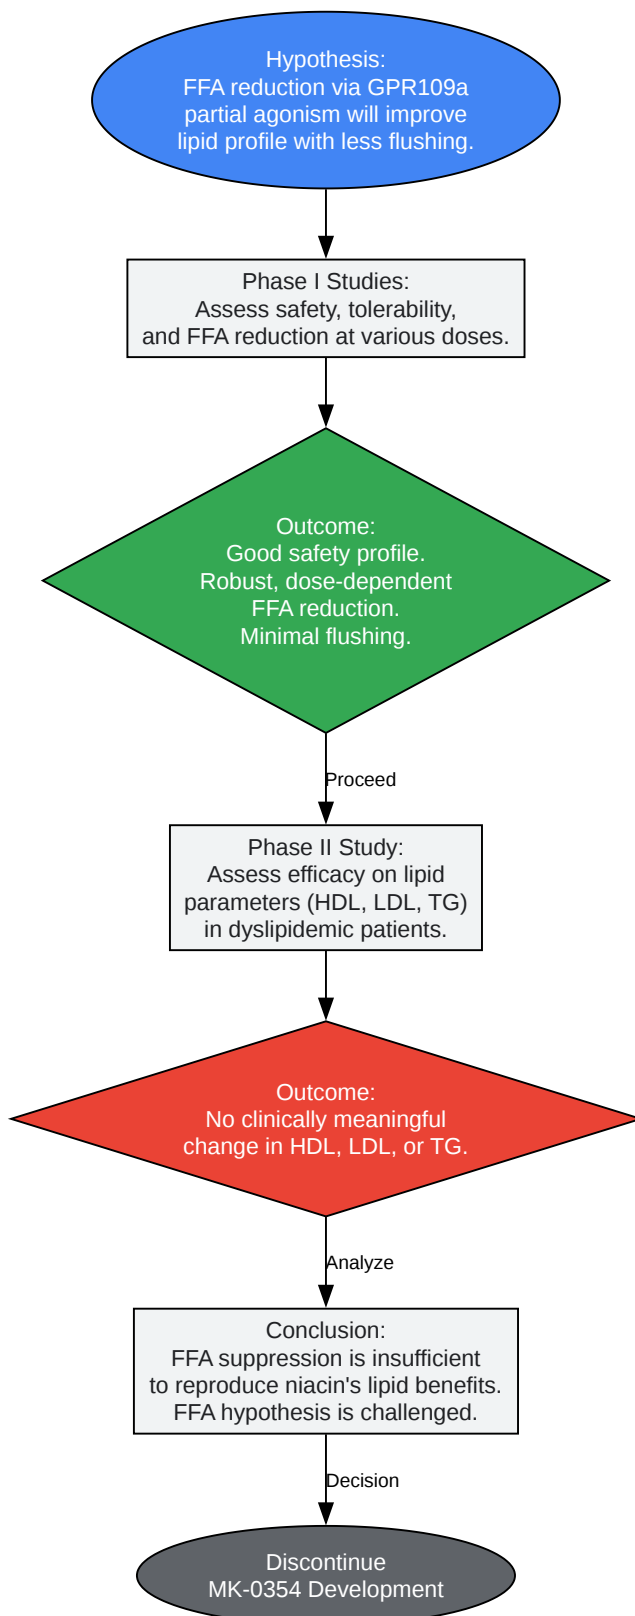 Hypothesis:
FFA reduction via GPR109a
partial agonism will improve
lipid profile with less flushing.
Phase I Studies:
Assess safety, tolerability,
and FFA reduction at various doses.
Outcome:
Good safety profile.
Robust, dose-dependent
FFA reduction.
Minimal flushing.
Proceed
Phase II Study:
Assess efficacy on lipid
parameters (HDL, LDL, TG)
in dyslipidemic patients.
Outcome:
No clinically meaningful
change in HDL, LDL, or TG.
Analyze
Conclusion:
FFA suppression is insufficient
to reproduce niacin's lipid benefits.
FFA hypothesis is challenged.
Decision
Discontinue
MK-0354 Development